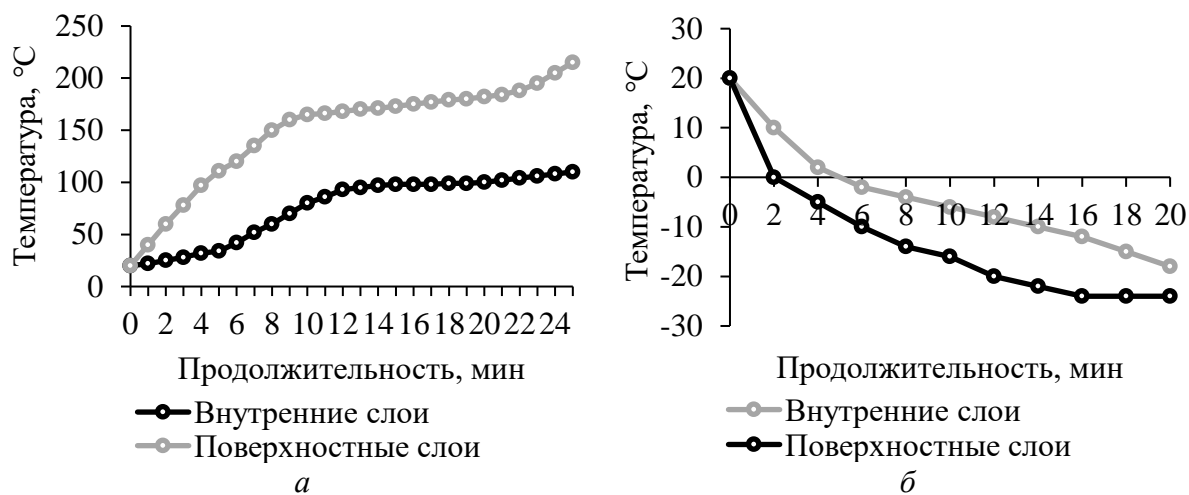 Температура, °C
250
200
150
100
50
0
0 2 4 6 8 10 12 14 16 18 20 22 24
Продолжительность, мин
Внутренние слои
Поверхностные слои
а
Температура, °C
30
20
10
0
-10
-20
-30
0 2 4 6 8 10 12 14 16 18 20
Продолжительность, мин
Внутренние слои
Поверхностные слои
б